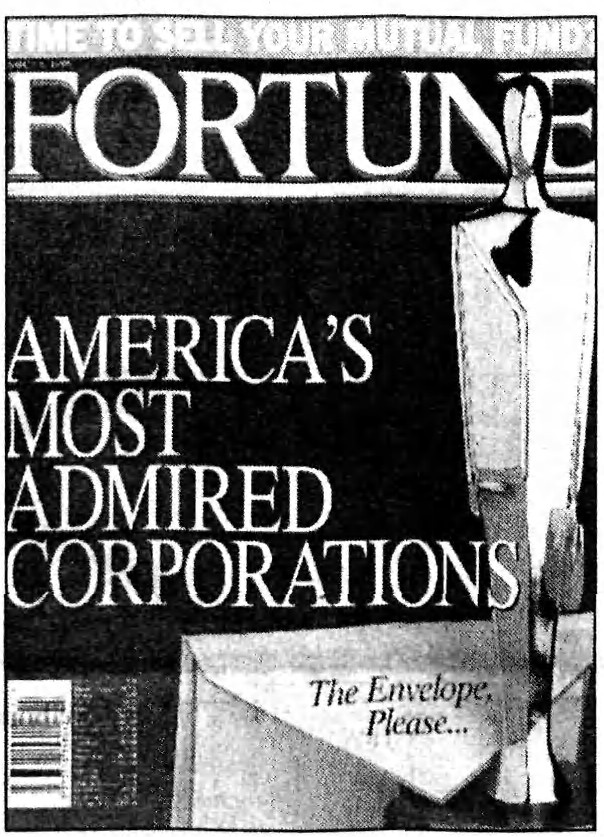 TIME TO SELL YOUR MUTUAL FUND?
FORTUNE
AMERICA'S
MOST
ADMIRED
CORPORATIONS
The Envelope,
Please...